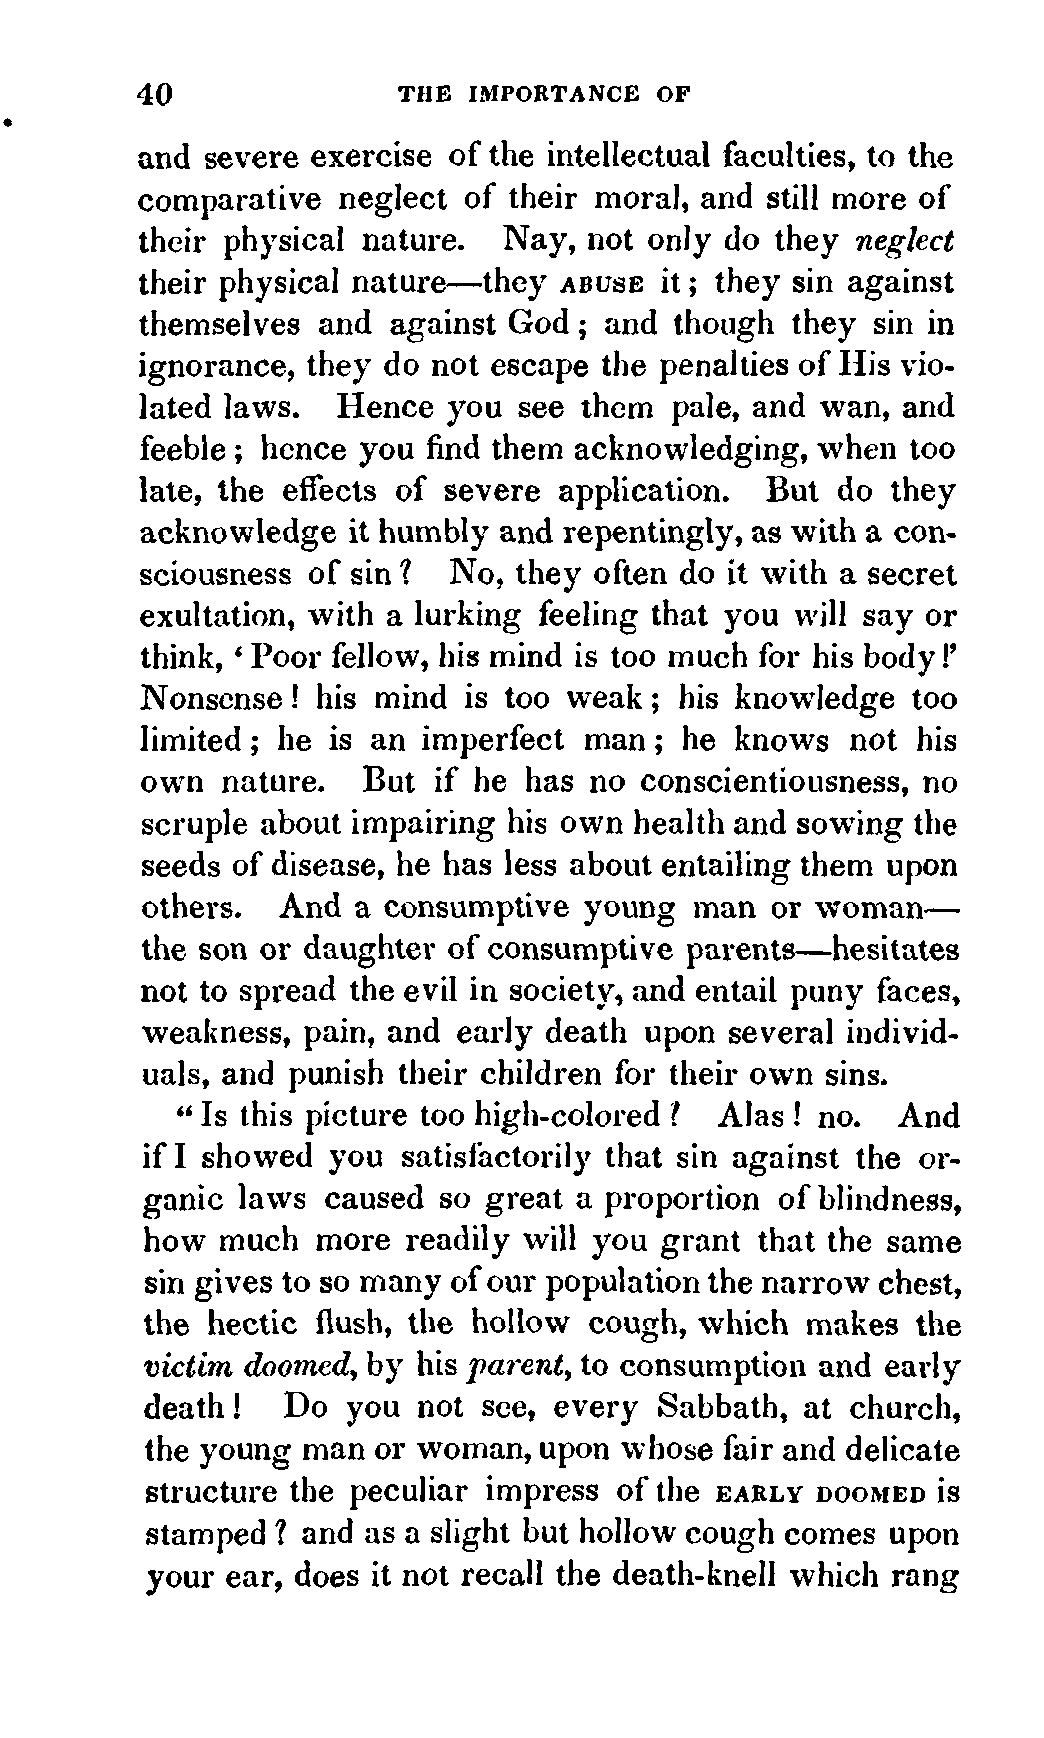 40 THE IMPORTANCE OF
and severe exercise of the intellectual faculties, to the
comparative neglect of their moral, and still more of
their physical nature. Nay, not only do they neglect
their physical nature—they ABUSE it; they sin against
themselves and against God; and though they sin in
ignorance, they do not escape the penalties of His vio-
lated laws. Hence you see them pale, and wan, and
feeble; hence you find them acknowledging, when too
late, the effects of severe application. But do they
acknowledge it humbly and repentingly, as with a con-
sciousness of sin? No, they often do it with a secret
exultation, with a lurking feeling that you will say or
think, ‘Poor fellow, his mind is too much for his body!’
Nonsense! his mind is too weak; his knowledge too
limited; he is an imperfect man; he knows not his
own nature. But if he has no conscientiousness, no
scruple about impairing his own health and sowing the
seeds of disease, he has less about entailing them upon
others. And a consumptive young man or woman—
the son or daughter of consumptive parents—hesitates
not to spread the evil in society, and entail puny faces,
weakness, pain, and early death upon several individ-
uals, and punish their children for their own sins.
“Is this picture too high-colored? Alas! no. And
if I showed you satisfactorily that sin against the or-
ganic laws caused so great a proportion of blindness,
how much more readily will you grant that the same
sin gives to so many of our population the narrow chest,
the hectic flush, the hollow cough, which makes the
victim doomed, by his parent, to consumption and early
death! Do you not see, every Sabbath, at church,
the young man or woman, upon whose fair and delicate
structure the peculiar impress of the EARLY DOOMED is
stamped? and as a slight but hollow cough comes upon
your ear, does it not recall the death-knell which rang